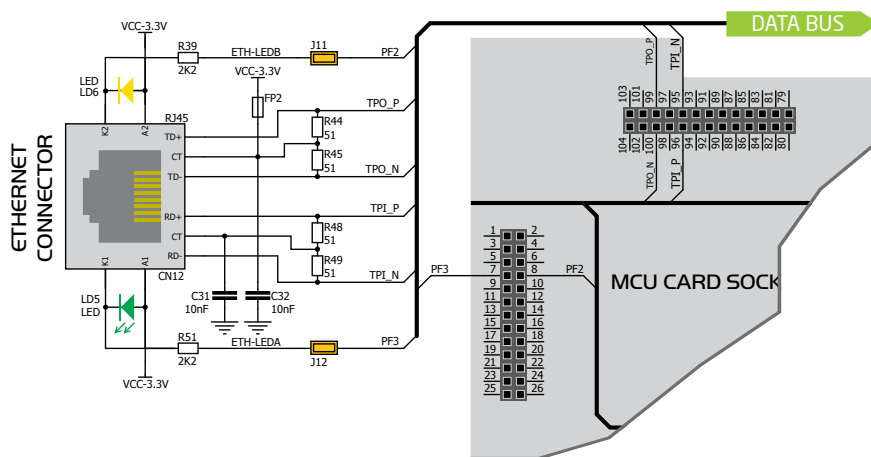 DATA BUS
VCC-3.3V
R39
2K2
ETH-LEDB
J11
PF2
LED
LD6
VCC-3.3V
FP2
TPO_P
R44
51
R45
51
TPO_N
K2
A2
RJ45
TD+
CT
TD-
RD+
CT
RD-
K1
A1
CN12
ETHERNET
CONNECTOR
TPI_P
R48
51
R49
51
TPI_N
C31
10nF
C32
10nF
LD5
LED
R51
2K2
ETH-LEDA
J12
PF3
VCC-3.3V
TPO_P
TPI_N
103 101 99 97 95 93 91 89 87 85 83 81 79
104 102 100 98 96 94 92 90 88 86 84 82 80
TPO_N
TPI_P
PF3
PF2
MCU CARD SOCK
1 2
3 4
5 6
7 8
9 10
11 12
13 14
15 16
17 18
19 20
21 22
23 24
25 26